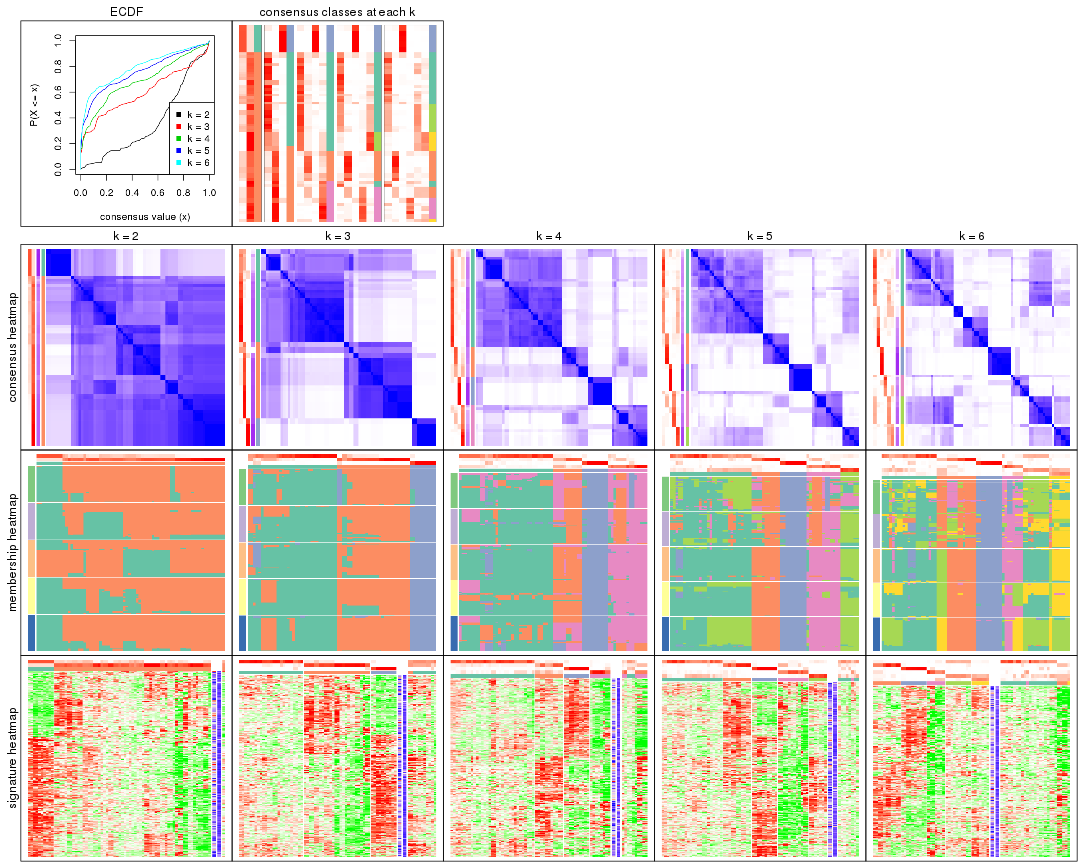 ECDF
consensus classes at each k
P(X <= x)
0.0 0.2 0.4 0.6 0.8 1.0
k = 2
k = 3
k = 4
k = 5
k = 6
0.0 0.2 0.4 0.6 0.8 1.0
consensus value (x)
k = 2 k = 3 k = 4 k = 5 k = 6
consensus heatmap
membership heatmap
signature heatmap